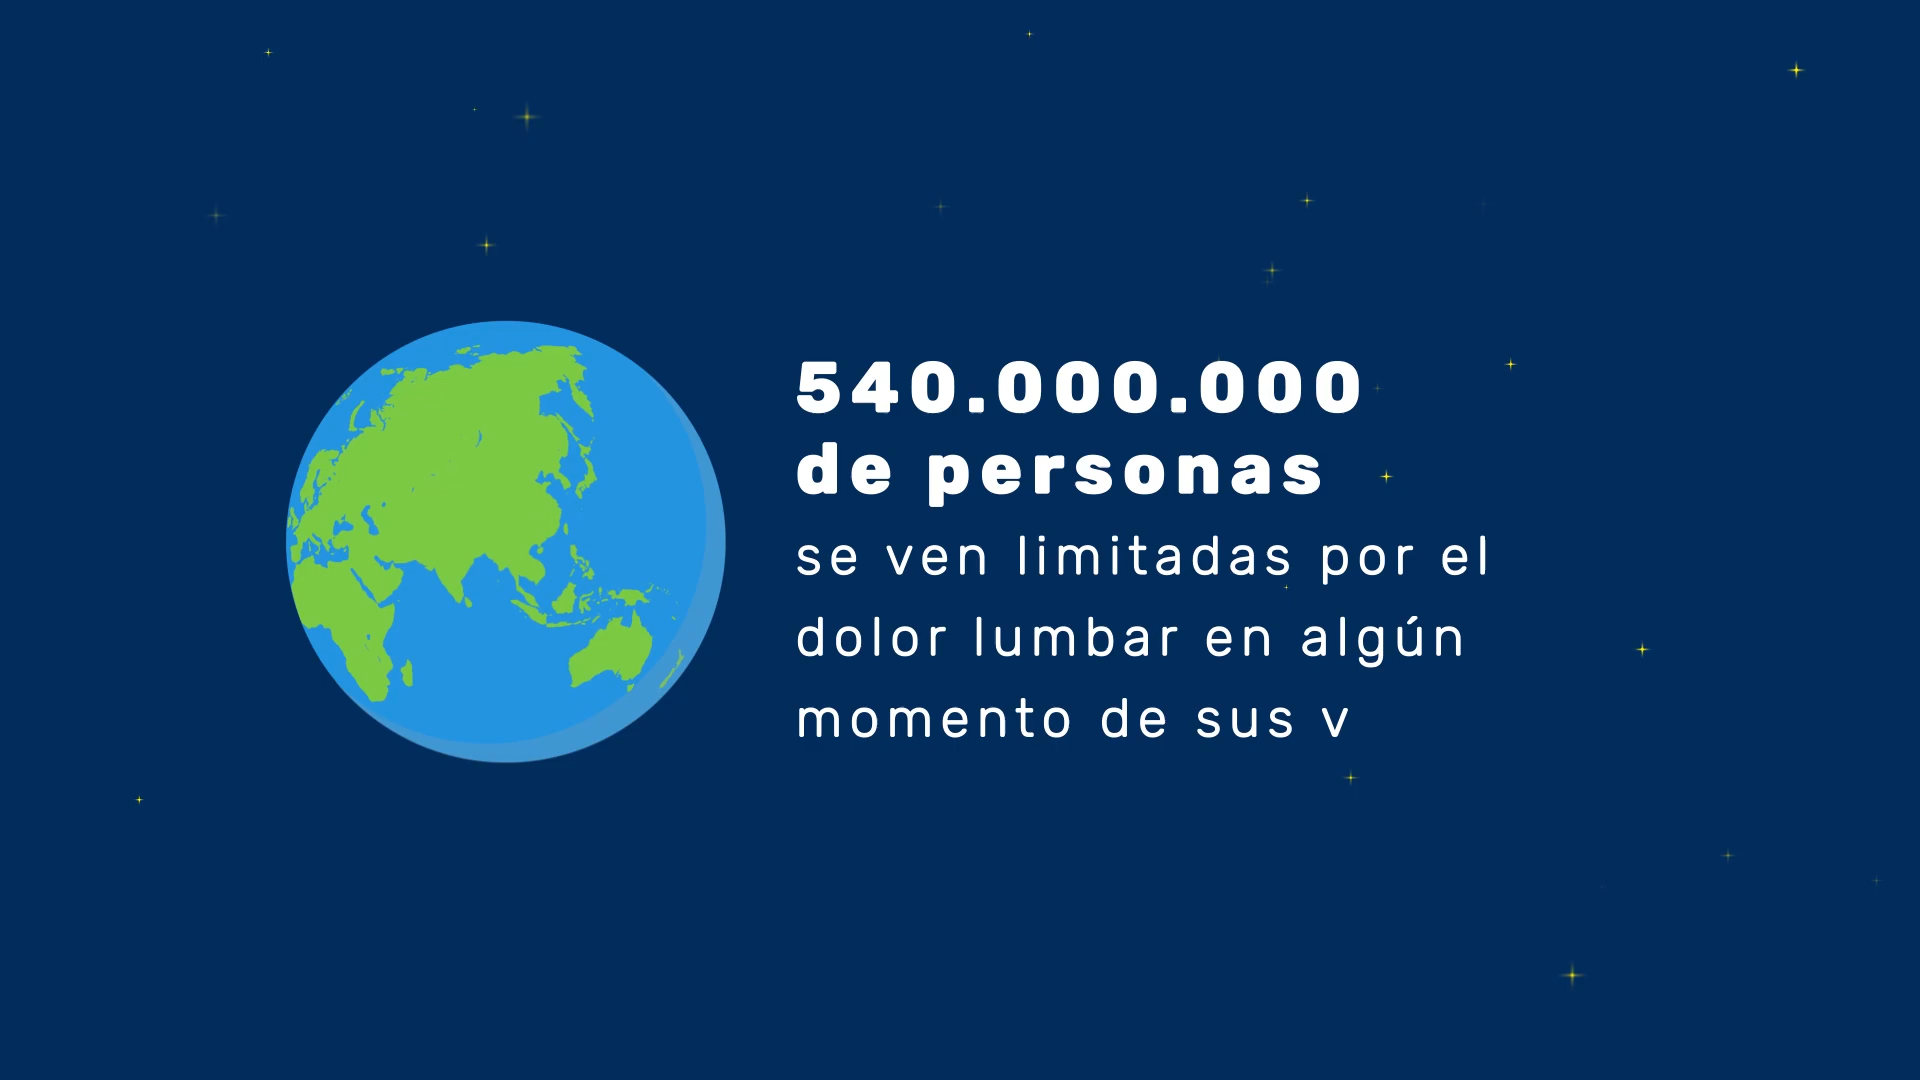 540.000.000
de personas
se ven limitadas por el
dolor lumbar en algún
momento de sus v